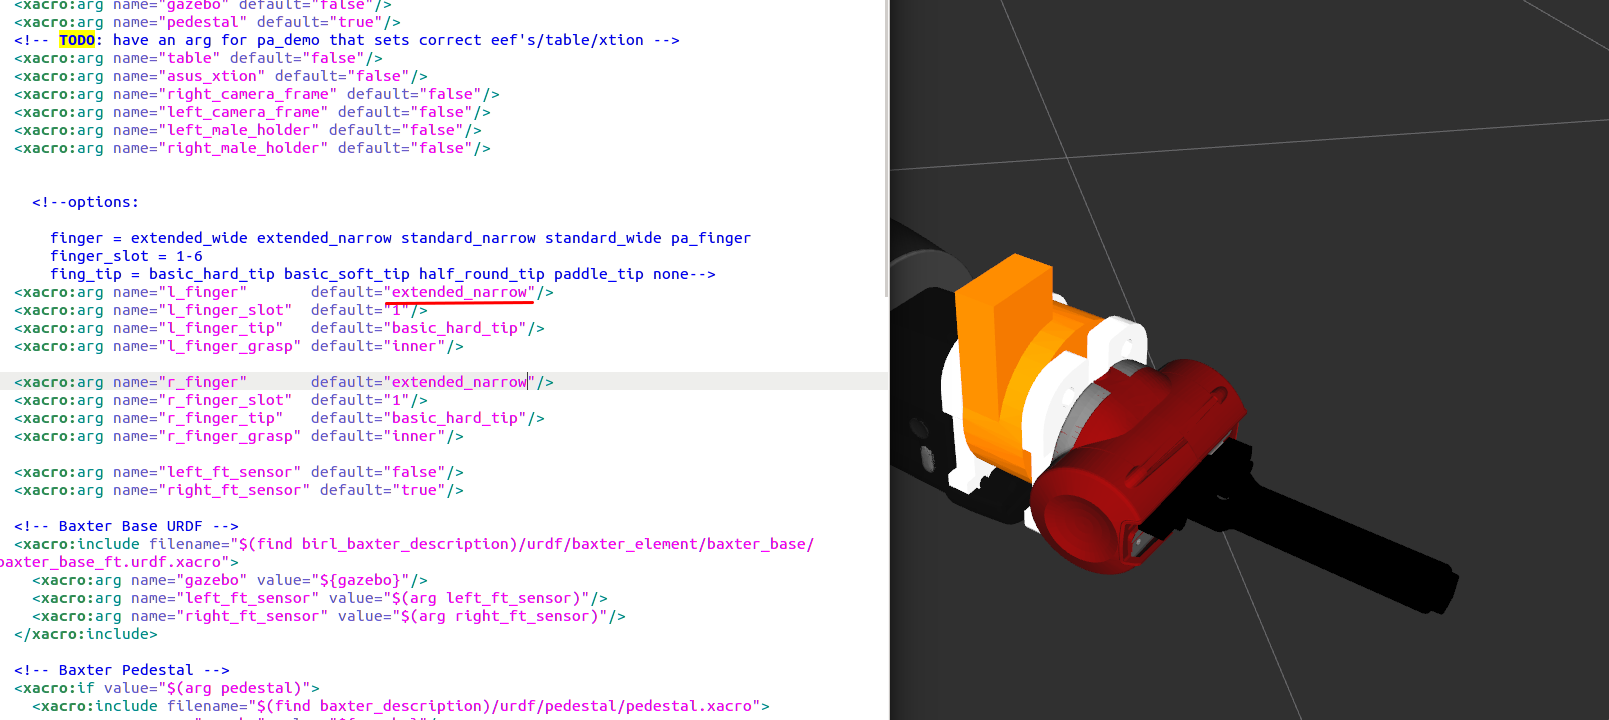 <xacro:arg name="gazebo" default="false"/>
<xacro:arg name="pedestal" default="true"/>
<!-- TODO: have an arg for pa_demo that sets correct eef's/table/xtion -->
<xacro:arg name="table" default="false"/>
<xacro:arg name="asus_xtion" default="false"/>
<xacro:arg name="right_camera_frame" default="false"/>
<xacro:arg name="left_camera_frame" default="false"/>
<xacro:arg name="left_male_holder" default="false"/>
<xacro:arg name="right_male_holder" default="false"/>
<!--options:
finger = extended_wide extended_narrow standard_narrow standard_wide pa_finger
finger_slot = 1-6
fing_tip = basic_hard_tip basic_soft_tip half_round_tip paddle_tip none-->
<xacro:arg name="l_finger" default="extended_narrow"/>
<xacro:arg name="l_finger_slot" default="1"/>
<xacro:arg name="l_finger_tip" default="basic_hard_tip"/>
<xacro:arg name="l_finger_grasp" default="inner"/>
<xacro:arg name="r_finger" default="extended_narrow"/>
<xacro:arg name="r_finger_slot" default="1"/>
<xacro:arg name="r_finger_tip" default="basic_hard_tip"/>
<xacro:arg name="r_finger_grasp" default="inner"/>
<xacro:arg name="left_ft_sensor" default="false"/>
<xacro:arg name="right_ft_sensor" default="true"/>
<!-- Baxter Base URDF -->
<xacro:include filename="$(find birl_baxter_description)/urdf/baxter_element/baxter_base/
baxter_base_ft.urdf.xacro">
<xacro:arg name="gazebo" value="${gazebo}"/>
<xacro:arg name="left_ft_sensor" value="$(arg left_ft_sensor)"/>
<xacro:arg name="right_ft_sensor" value="$(arg right_ft_sensor)"/>
</xacro:include>
<!-- Baxter Pedestal -->
<xacro:if value="$(arg pedestal)">
<xacro:include filename="$(find baxter_description)/urdf/pedestal/pedestal.xacro">